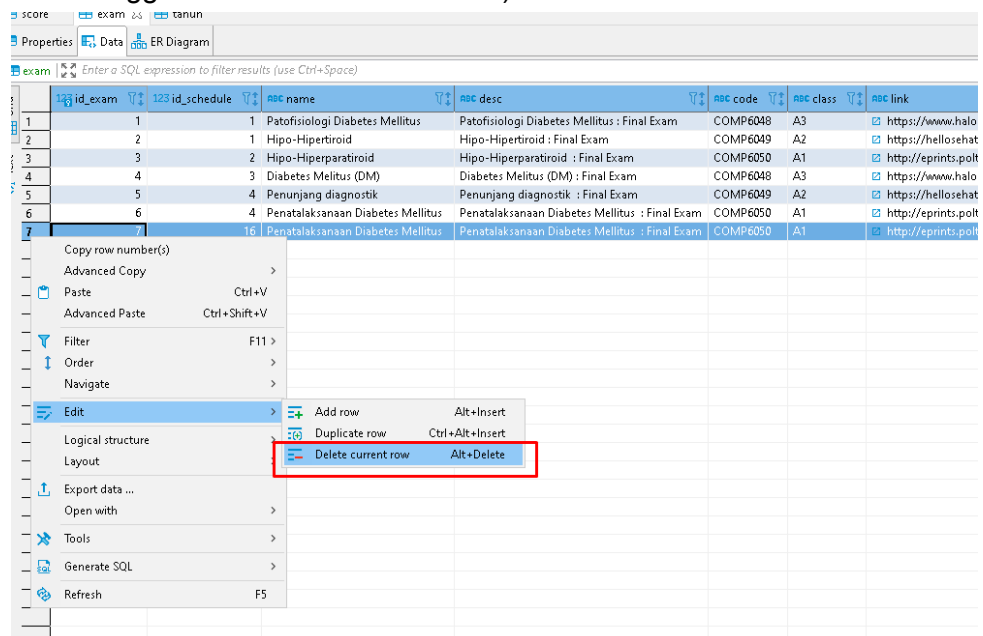 score exam tahun
Properties Data ER Diagram
exam Enter a SQL expression to filter results (use Ctrl+Space)
123 id_exam 123 id_schedule ABC name ABC desc ABC code ABC class ABC link
1 1 1 Patofisiologi Diabetes Mellitus Patofisiologi Diabetes Mellitus : Final Exam COMP6048 A3 https://www.halo
2 2 1 Hipo-Hipertiroid Hipo-Hipertiroid : Final Exam COMP6049 A2 https://hellosehat
3 3 2 Hipo-Hiperparatiroid Hipo-Hiperparatiroid : Final Exam COMP6050 A1 http://eprints.polt
4 4 3 Diabetes Melitus (DM) Diabetes Melitus (DM) : Final Exam COMP6048 A3 https://www.halo
5 5 4 Penunjang diagnostik Penunjang diagnostik : Final Exam COMP6049 A2 https://hellosehat
6 6 4 Penatalaksanaan Diabetes Mellitus Penatalaksanaan Diabetes Mellitus : Final Exam COMP6050 A1 http://eprints.polt
7 7 16 Penatalaksanaan Diabetes Mellitus Penatalaksanaan Diabetes Mellitus : Final Exam COMP6050 A1 http://eprints.polt
Copy row number(s)
Advanced Copy
Paste Ctrl+V
Advanced Paste Ctrl+Shift+V
Filter F11
Order
Navigate
Edit
Add row Alt+Insert
Duplicate row Ctrl+Alt+Insert
Delete current row Alt+Delete
Logical structure
Layout
Export data ...
Open with
Tools
Generate SQL
Refresh F5